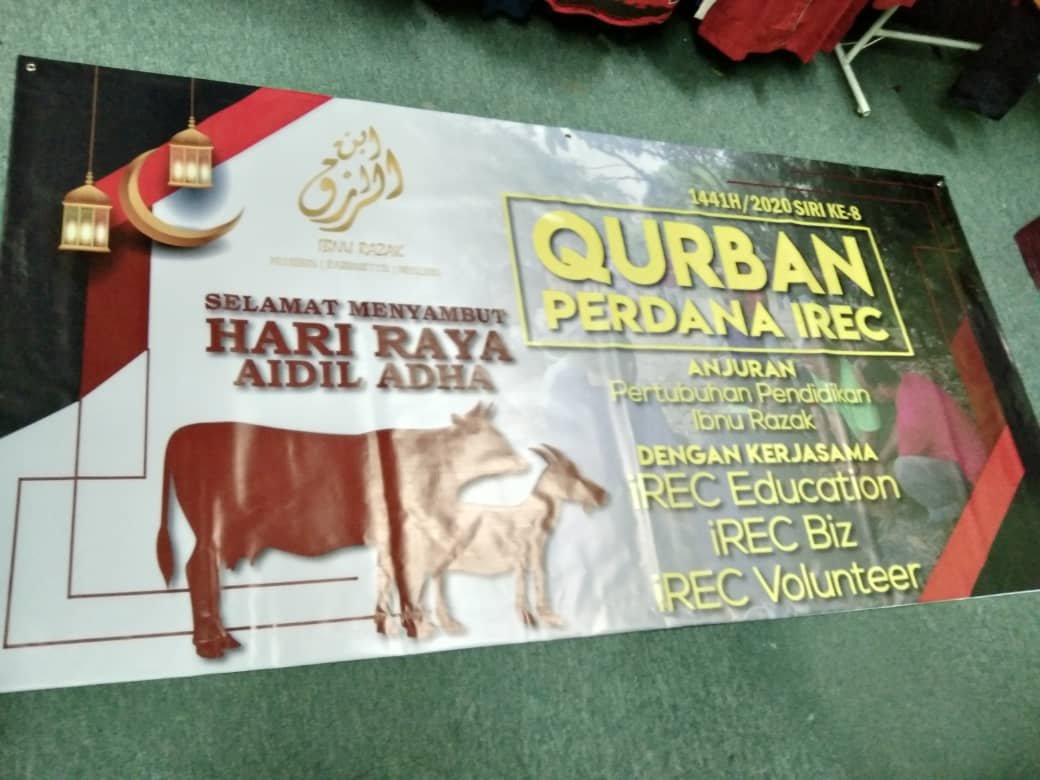 ابن الرزق
IBNU RAZAK
SELAMAT MENYAMBUT
HARI RAYA
AIDIL ADHA
1441H/2020 SIRI KE-8
QURBAN
PERDANA IREC
ANJURAN
Pertubuhan Pendidikan
Ibnu Razak
DENGAN KERJASAMA
iREC Education
iREC Biz
iREC Volunteer